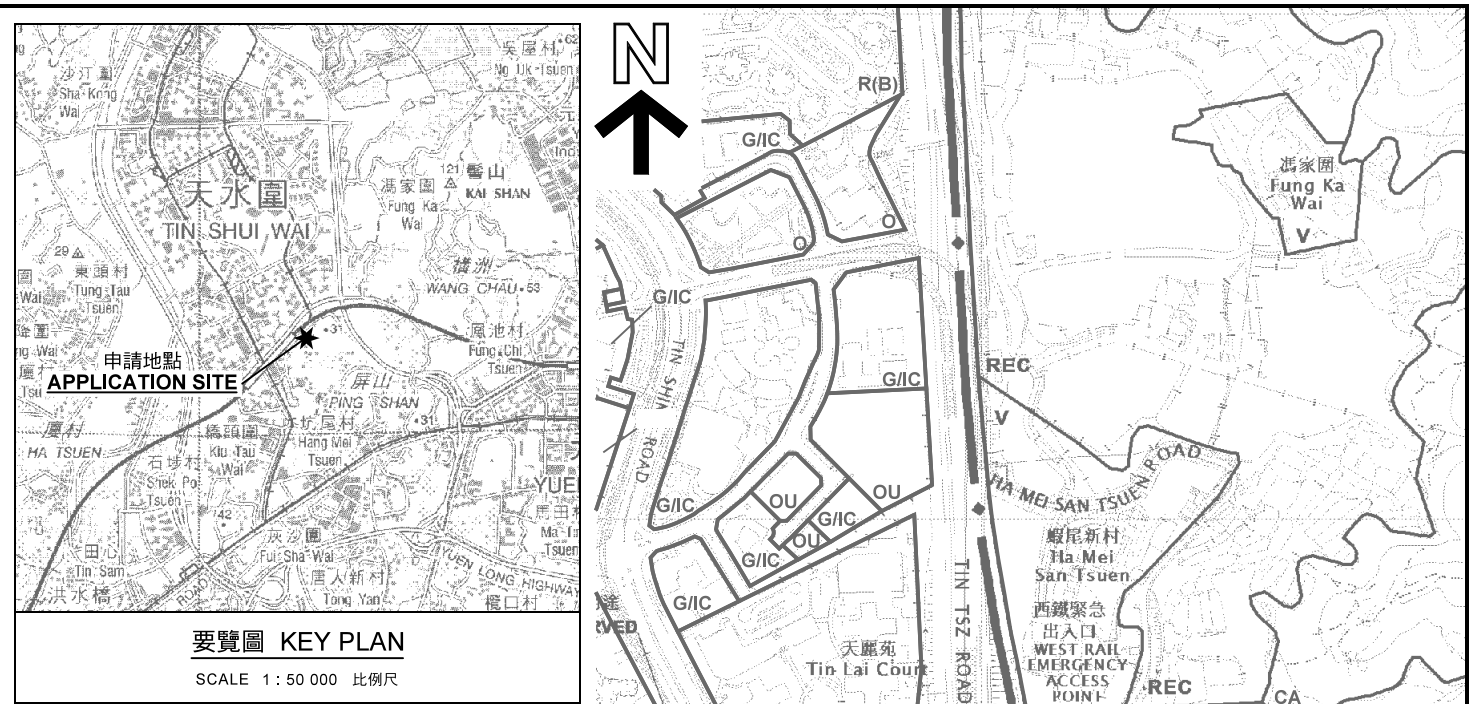 吳屋村
Ng Uk Tsuen
沙江圍
Sha Kong
Wai
天水圍
TIN SHUI WAI
馮家圍
Fung Ka
Wai
121
髻山
KAI SHAN
29
東頭村
Tung Tau
Tsuen
橫洲
WANG CHAU
53
鳳池村
Fung Chi
Tsuen
申請地點
APPLICATION SITE
屏山
PING SHAN
31
坑尾村
Hang Mei
Tsuen
廈村
HA TSUEN
橋頭圍
Kiu Tau
Wai
石埗村
Shek Po
Tsuen
42
灰沙圍
Fui Sha Wai
田心
Tin Sam
洪水橋
ROAD
唐人新村
Tong Yan
YUEN LONG HIGHWAY
欖口村
要覽圖 KEY PLAN
SCALE 1 : 50 000 比例尺
N
R(B)
G/IC
O
O
馮家圍
Fung Ka
Wai
V
G/IC
TIN SHUI ROAD
G/IC
REC
V
HA MEI SAN TSUEN ROAD
G/IC
OU
OU
G/IC
OU
G/IC
G/IC
蝦尾新村
Ha Mei
San Tsuen
西鐵緊急
出入口
WEST RAIL
EMERGENCY
ACCESS
POINT
TIN TSZ ROAD
天麗苑
Tin Lai Court
REC
CA